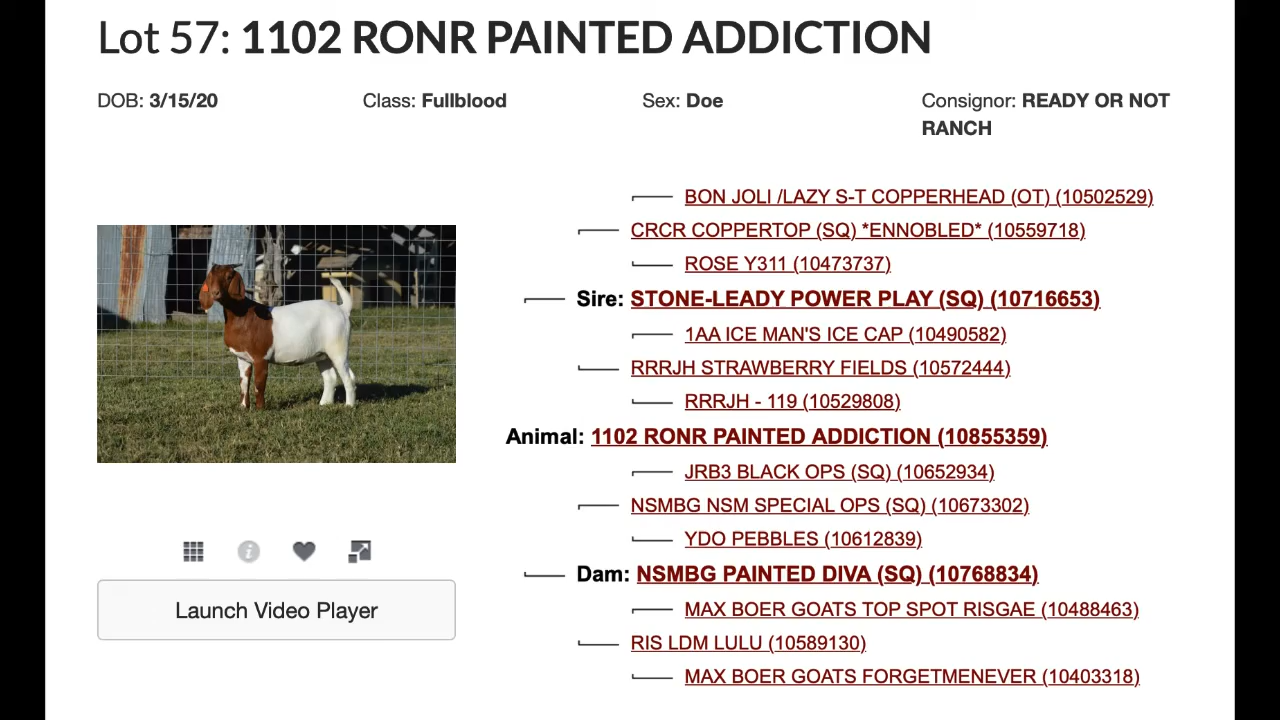 Lot 57: 1102 RONR PAINTED ADDICTION
DOB: 3/15/20
Class: Fullblood
Sex: Doe
Consignor: READY OR NOT
RANCH
BON JOLI /LAZY S-T COPPERHEAD (OT) (10502529)
CRCR COPPERTOP (SQ) *ENNOBLED* (10559718)
ROSE Y311 (10473737)
Sire: STONE-LEADY POWER PLAY (SQ) (10716653)
1AA ICE MAN'S ICE CAP (10490582)
RRRJH STRAWBERRY FIELDS (10572444)
RRRJH - 119 (10529808)
Animal: 1102 RONR PAINTED ADDICTION (10855359)
JRB3 BLACK OPS (SQ) (10652934)
NSMBG NSM SPECIAL OPS (SQ) (10673302)
YDO PEBBLES (10612839)
Dam: NSMBG PAINTED DIVA (SQ) (10768834)
MAX BOER GOATS TOP SPOT RISGAE (10488463)
RIS LDM LULU (10589130)
MAX BOER GOATS FORGETMENEVER (10403318)
Launch Video Player